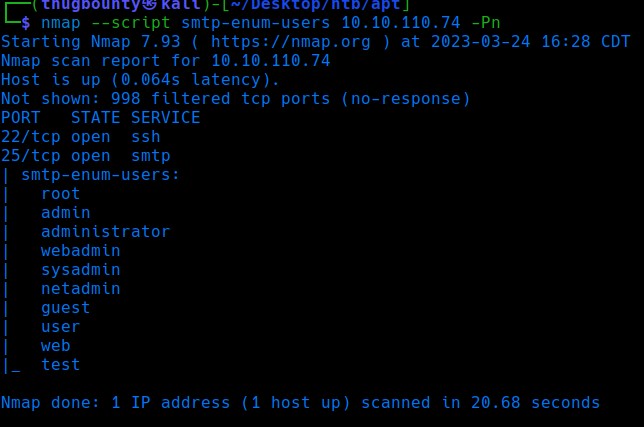 ┌──(thugbounty㉿kali)-[~/Desktop/htb/apt]
└─$ nmap --script smtp-enum-users 10.10.110.74 -Pn
Starting Nmap 7.93 ( https://nmap.org ) at 2023-03-24 16:28 CDT
Nmap scan report for 10.10.110.74
Host is up (0.064s latency).
Not shown: 998 filtered tcp ports (no-response)
PORT   STATE SERVICE
22/tcp open  ssh
25/tcp open  smtp
| smtp-enum-users:
|   root
|   admin
|   administrator
|   webadmin
|   sysadmin
|   netadmin
|   guest
|   user
|   web
|_  test
Nmap done: 1 IP address (1 host up) scanned in 20.68 seconds